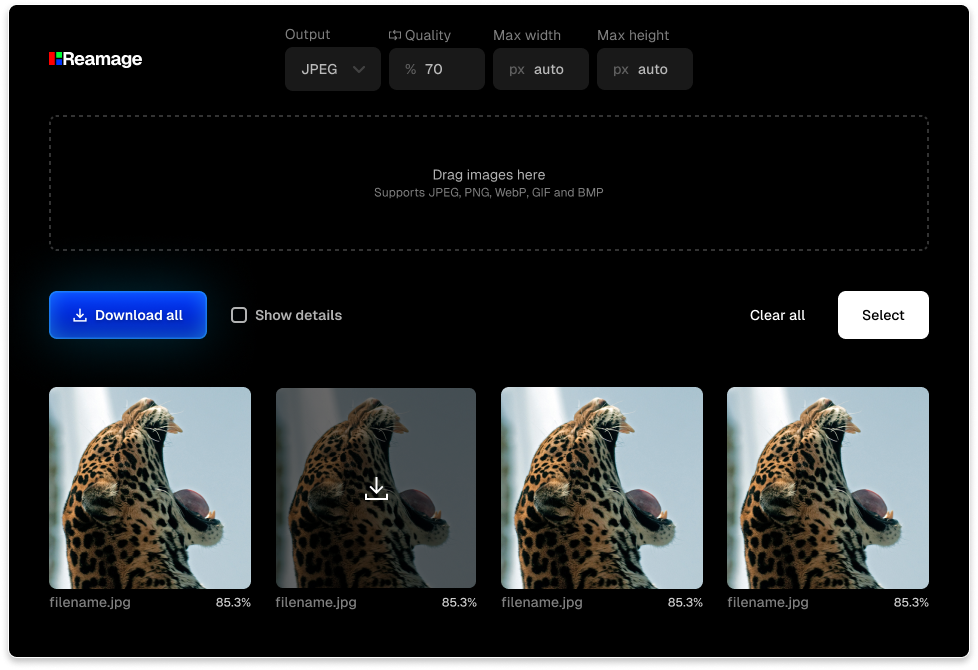 Reamage
Output
Quality
Max width
Max height
JPEG
% 70
px auto
px auto
Drag images here
Supports JPEG, PNG, WebP, GIF and BMP
Download all
Show details
Clear all
Select
filename.jpg 85.3%
filename.jpg 85.3%
filename.jpg 85.3%
filename.jpg 85.3%